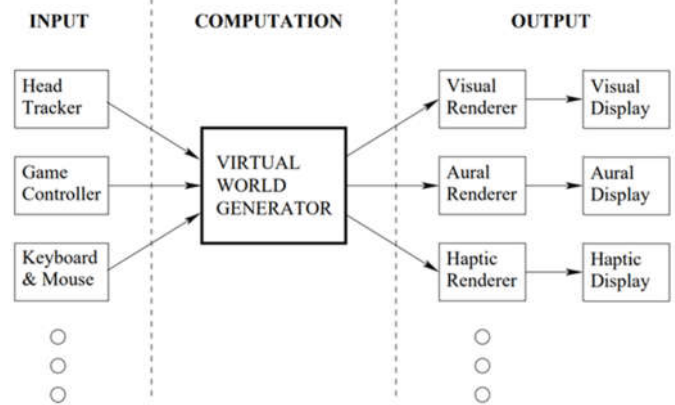 INPUT
COMPUTATION
OUTPUT
Head
Tracker
Game
Controller
Keyboard
& Mouse
VIRTUAL
WORLD
GENERATOR
Visual
Renderer
Visual
Display
Aural
Renderer
Aural
Display
Haptic
Renderer
Haptic
Display